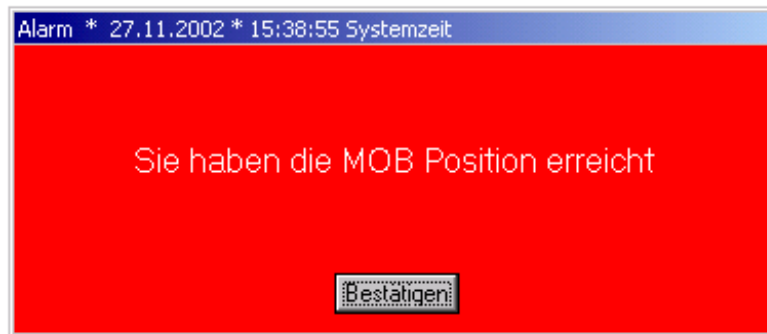 Alarm * 27.11.2002 * 15:38:55 Systemzeit
Sie haben die MOB Position erreicht
Bestätigen